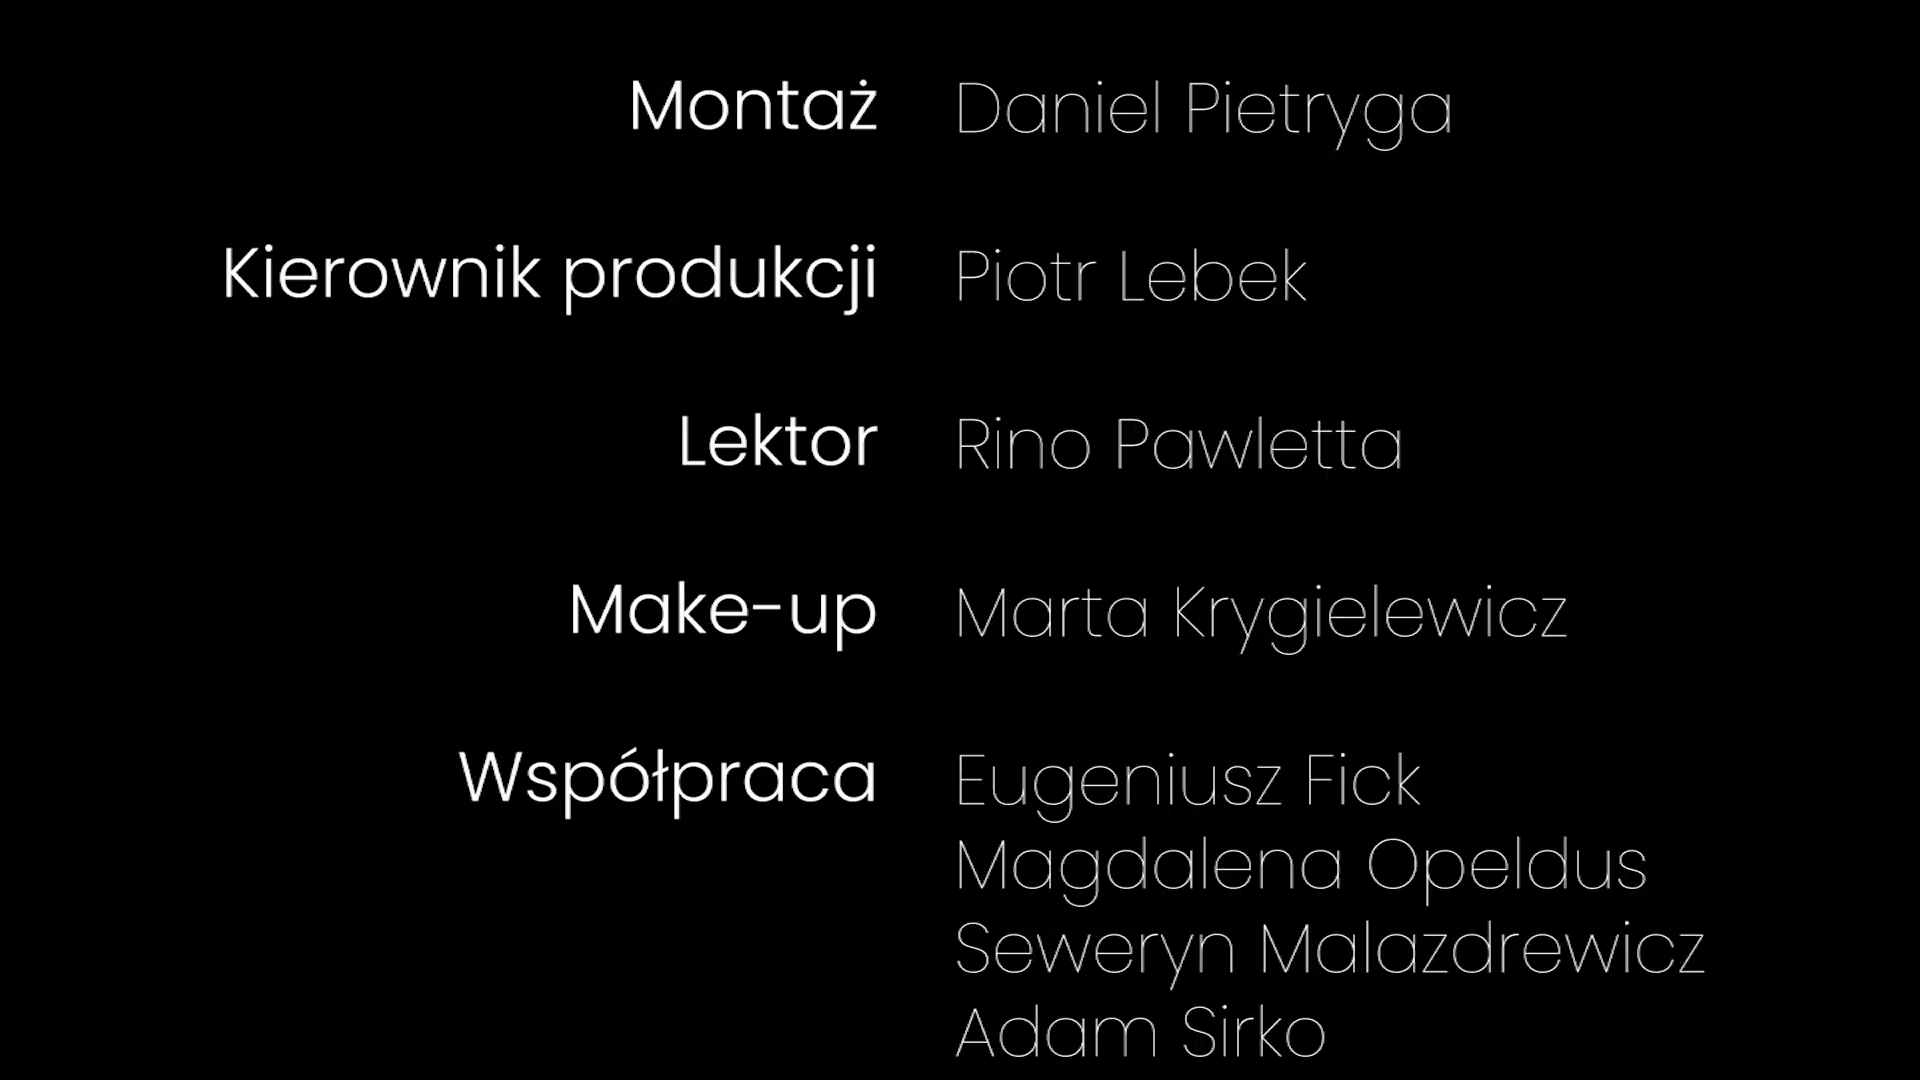 Montaż Daniel Pietryga
Kierownik produkcji Piotr Lebek
Lektor Rino Pawletta
Make-up Marta Krygielewicz
Współpraca Eugeniusz Fick
Magdalena Opeldus
Seweryn Malazdrewicz
Adam Sirko